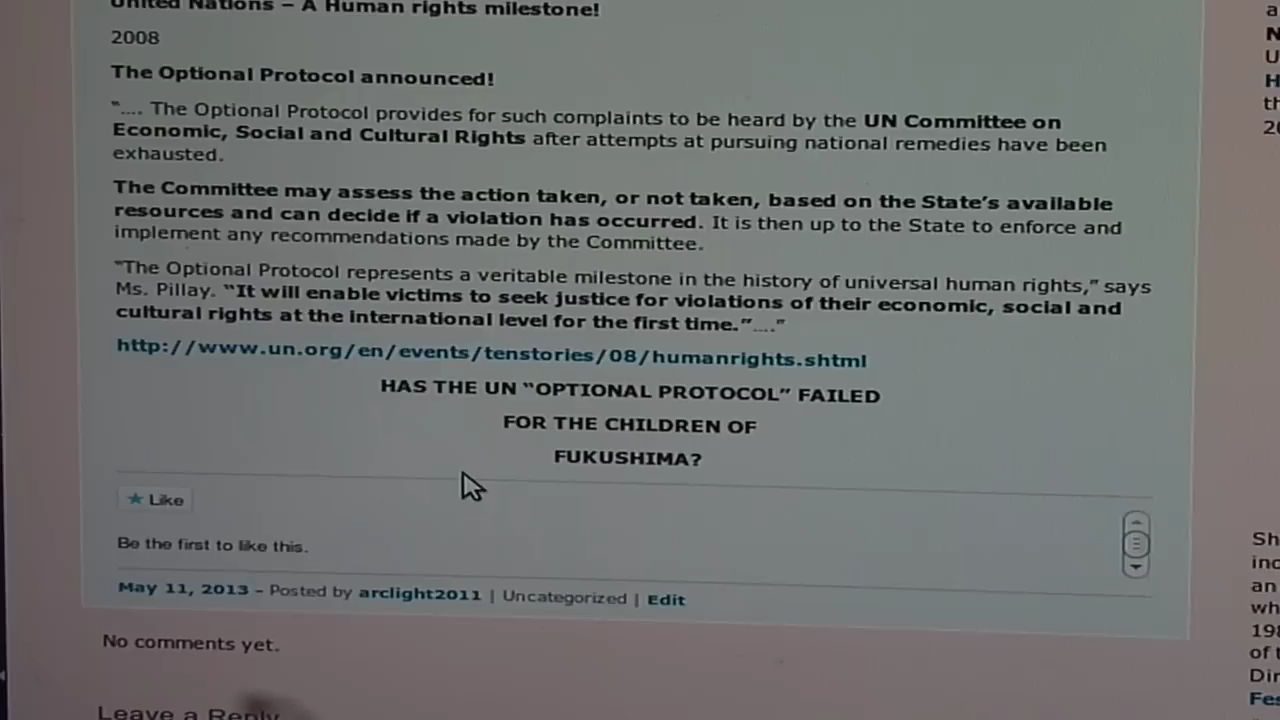 United Nations – A Human rights milestone!
2008
The Optional Protocol announced!
".... The Optional Protocol provides for such complaints to be heard by the UN Committee on
Economic, Social and Cultural Rights after attempts at pursuing national remedies have been
exhausted.
The Committee may assess the action taken, or not taken, based on the State's available
resources and can decide if a violation has occurred. It is then up to the State to enforce and
implement any recommendations made by the Committee.
"The Optional Protocol represents a veritable milestone in the history of universal human rights," says
Ms. Pillay. "It will enable victims to seek justice for violations of their economic, social and
cultural rights at the international level for the first time."...."
http://www.un.org/en/events/tenstories/08/humanrights.shtml
HAS THE UN "OPTIONAL PROTOCOL" FAILED
FOR THE CHILDREN OF
FUKUSHIMA?
★ Like
Be the first to like this.
May 11, 2013 - Posted by arclight2011 | Uncategorized | Edit
No comments yet.
Leave a Reply